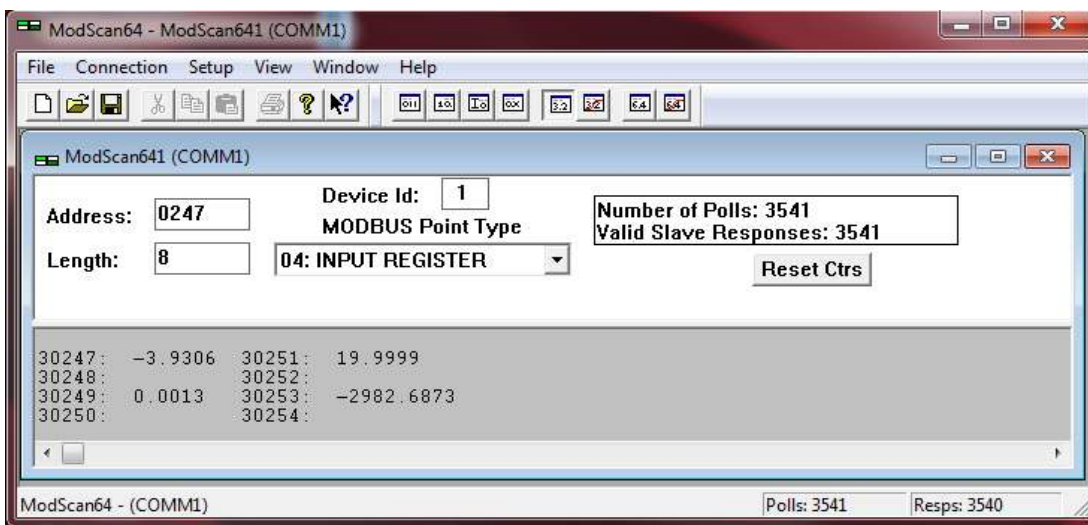 ModScan64 - ModScan641 (COMM1)
File Connection Setup View Window Help
ModScan641 (COMM1)
Address: 0247
Device Id: 1
MODBUS Point Type
Length: 8
04: INPUT REGISTER
Number of Polls: 3541
Valid Slave Responses: 3541
Reset Ctrs
30247: -3.9306 30251: 19.9999
30248: 30252:
30249: 0.0013 30253: -2982.6873
30250: 30254:
ModScan64 - (COMM1) Polls: 3541 Resps: 3540